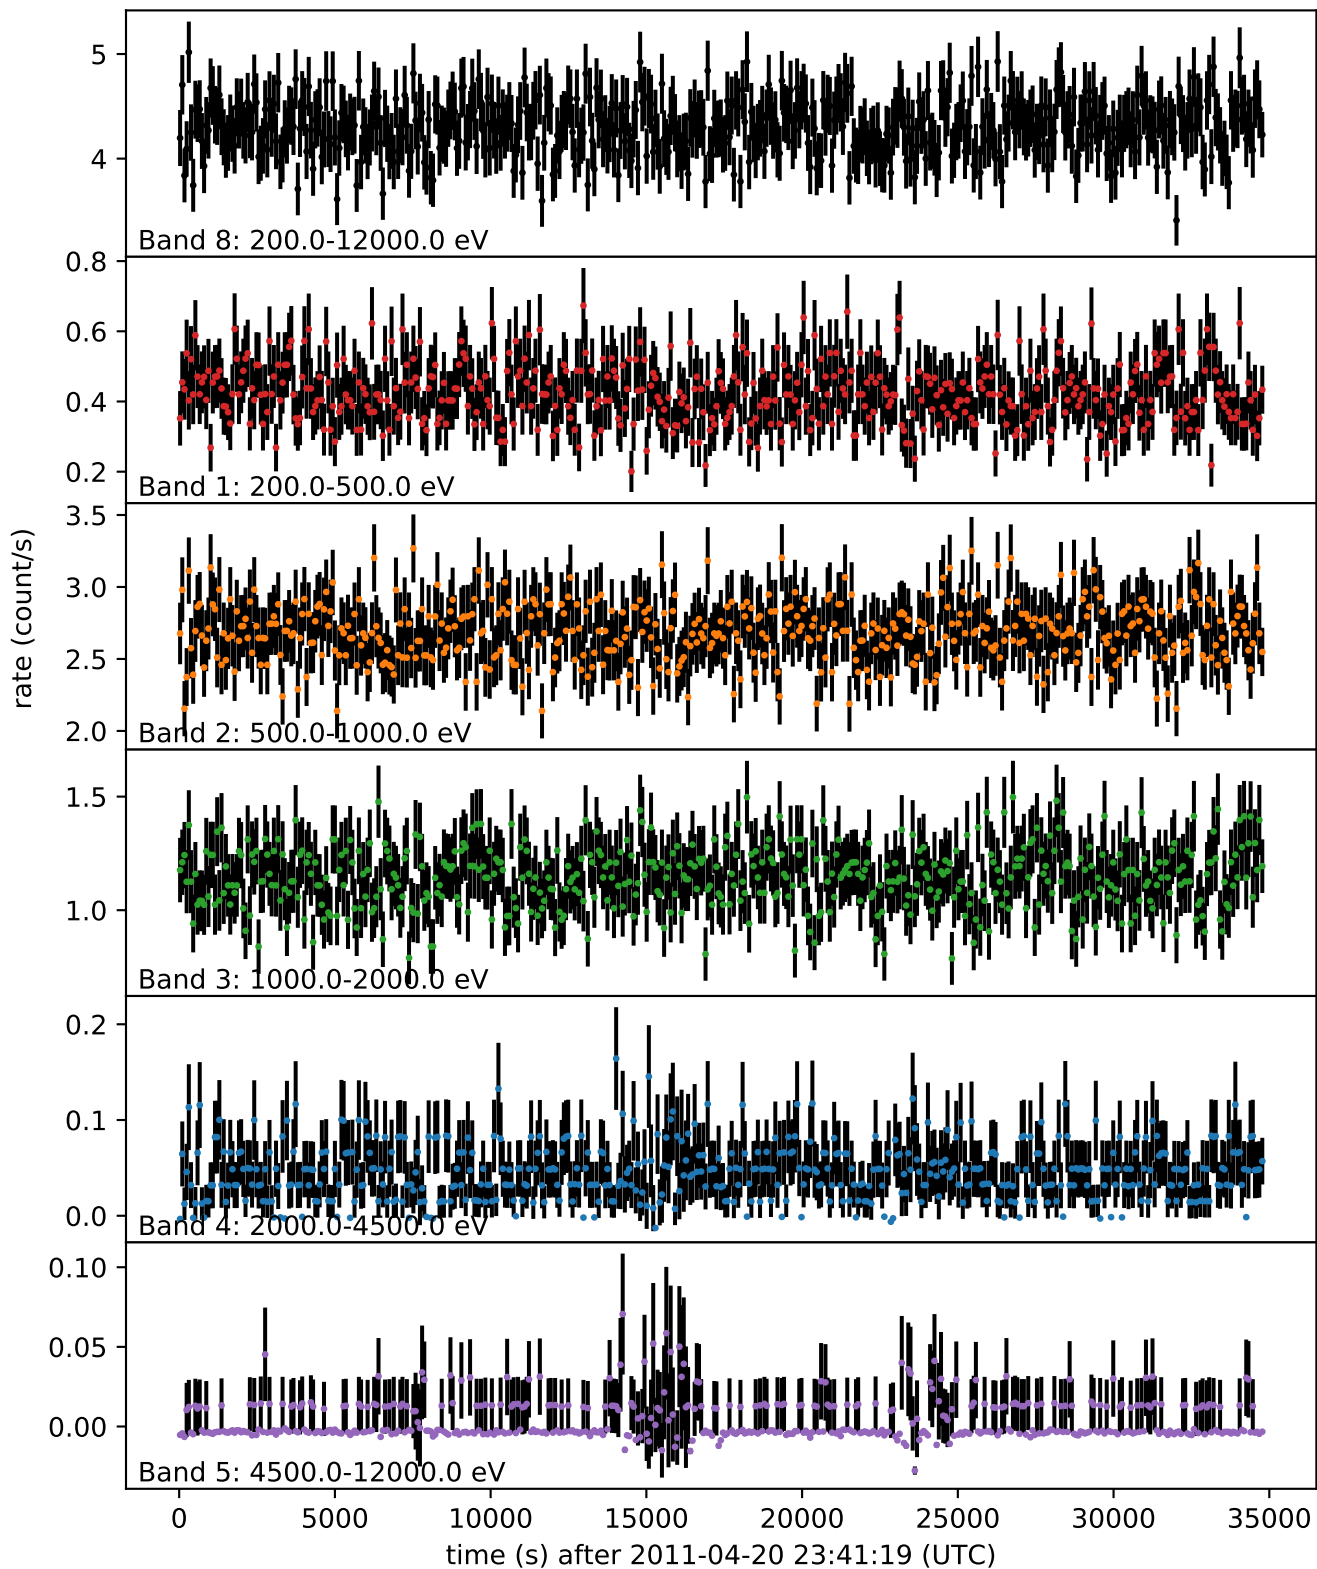 5
4
Band 8: 200.0-12000.0 eV
0.8
0.6
0.4
0.2
Band 1: 200.0-500.0 eV
3.5
3.0
2.5
2.0
Band 2: 500.0-1000.0 eV
rate (count/s)
1.5
1.0
Band 3: 1000.0-2000.0 eV
0.2
0.1
0.0
Band 4: 2000.0-4500.0 eV
0.10
0.05
0.00
Band 5: 4500.0-12000.0 eV
0 5000 10000 15000 20000 25000 30000 35000
time (s) after 2011-04-20 23:41:19 (UTC)